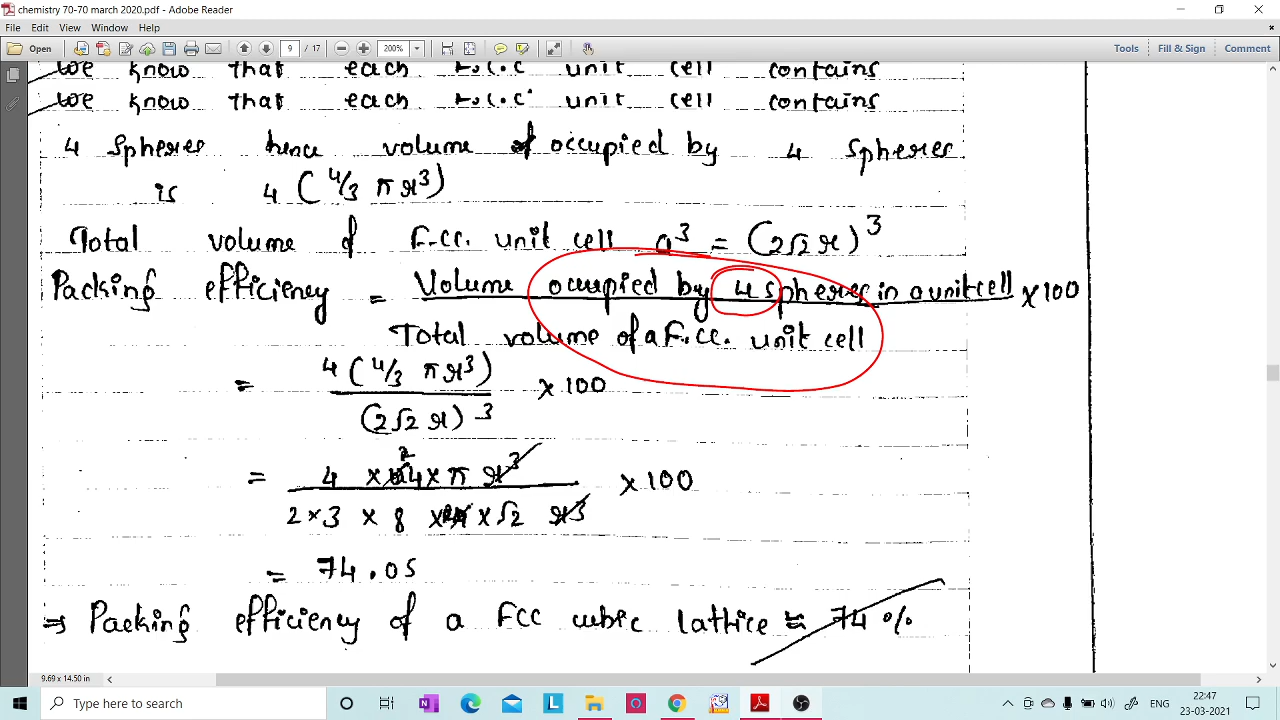 chemistry 70-70 march 2020.pdf - Adobe Reader
File Edit View Window Help
Open 9 / 17 200% Tools Fill & Sign Comment
We know that each F.C.C unit cell contains
We know that each F.C.C unit cell contains
4 Spheres hence volume occupied by 4 spheres
is 4 (4/3 πr³)
Total volume of F.CC. unit cell a³ = (2√2 r)³
Packing efficiency = Volume occupied by 4 spheres in a unit cell × 100
Total volume of a F.CC. unit cell
= 4 (4/3 πr³) × 100
(2√2 r)³
= 4 × 4 × π r³ × 100
2 × 3 × 8 × √2 r³
= 74.05
⇒ Packing efficiency of a FCC cubic lattice ≈ 74 %
9.69 x 14.50 in
Type here to search
ENG
22:47
23-03-2021